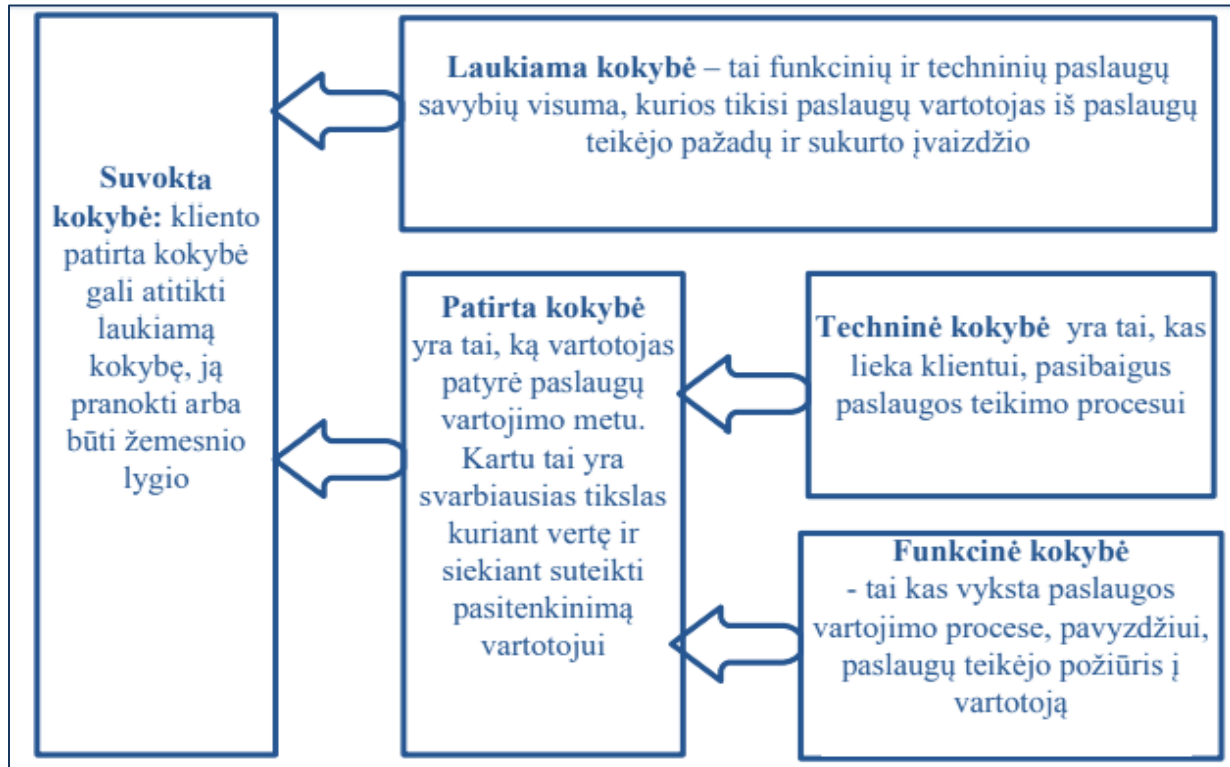 Laukiama kokybė – tai funkcinių ir techninių paslaugų
savybių visuma, kurios tikisi paslaugų vartotojas iš paslaugų
teikėjo pažadų ir sukurto įvaizdžio
Suvokta
kokybė: kliento
patirta kokybė
gali atitikti
laukiamą
kokybę, ją
pranokti arba
būti žemesnio
lygio
Patirta kokybė
yra tai, ką vartotojas
patyrė paslaugų
vartojimo metu.
Kartu tai yra
svarbiausias tikslas
kuriant vertę ir
siekiant suteikti
pasitenkinimą
vartotojui
Techninė kokybė yra tai, kas
lieka klientui, pasibaigus
paslaugos teikimo procesui
Funkcinė kokybė
- tai kas vyksta paslaugos
vartojimo procese, pavyzdžiui,
paslaugų teikėjo požiūris į
vartotoją